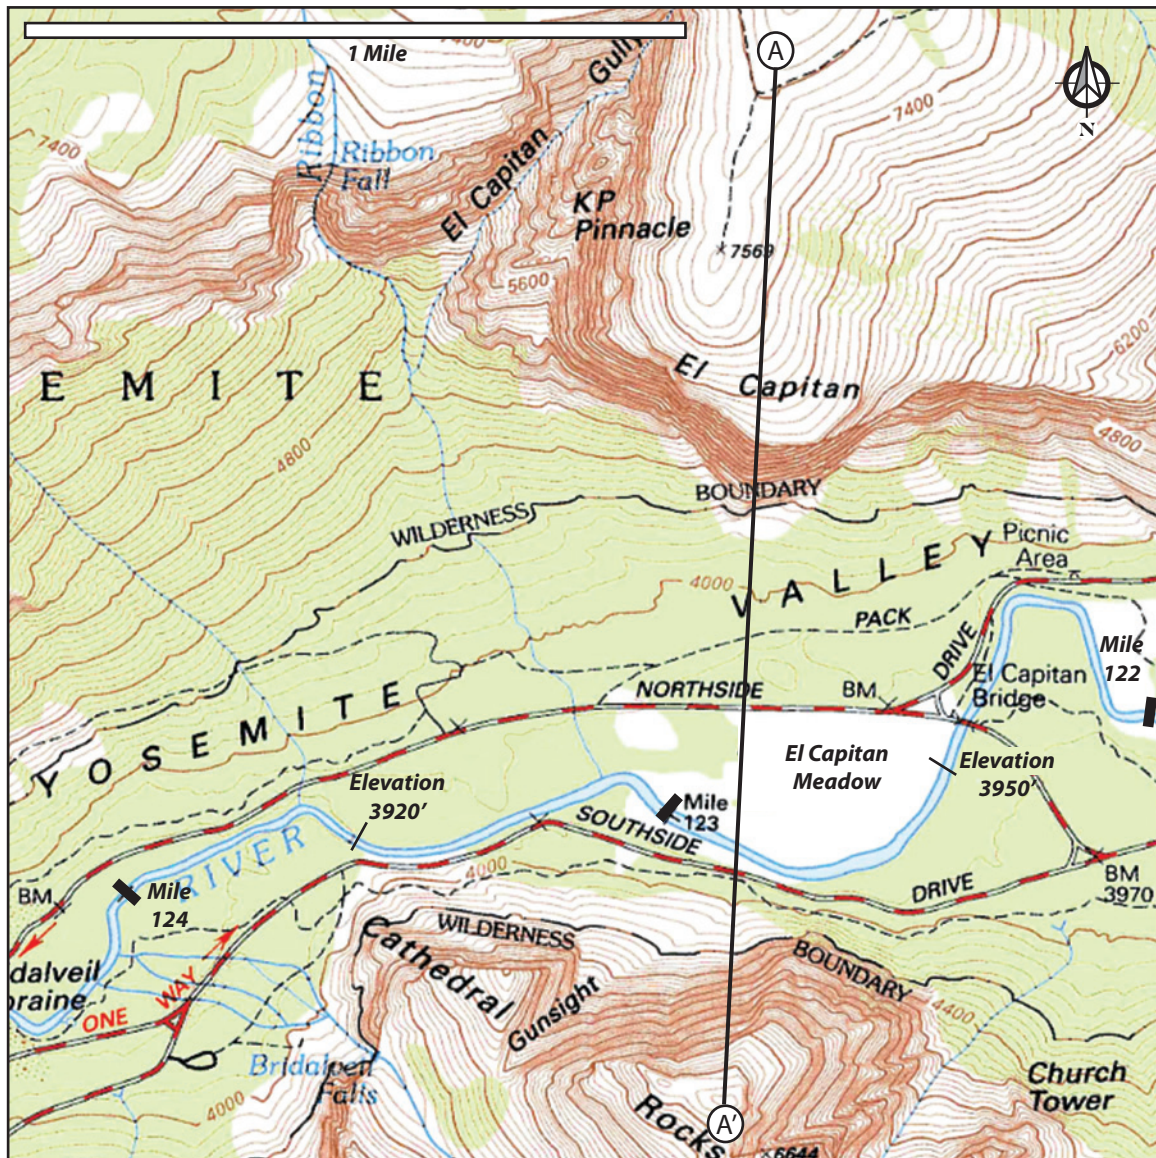 1 Mile
7400
A
N
7400
7400
Ribbon
Ribbon
Fall
El Capitan
Gully
KP
Pinnacle
×7569
5600
6200
El Capitan
4800
EMITE
4800
BOUNDARY
WILDERNESS
Picnic
Area
4000
VALLEY
PACK
DRIVE
Mile
122
El Capitan
Bridge
NORTHSIDE
BM
YOSEMITE
El Capitan
Meadow
Elevation
3950'
Elevation
3920'
Mile
123
SOUTHSIDE
RIVER
4000
DRIVE
BM
3970
BM
Mile
124
WILDERNESS
BOUNDARY
Cathedral
Gunsight
4400
dalveil
oraine
ONE WAY
Bridalveil
Falls
4000
Church
Tower
Rocks
A'
×6644